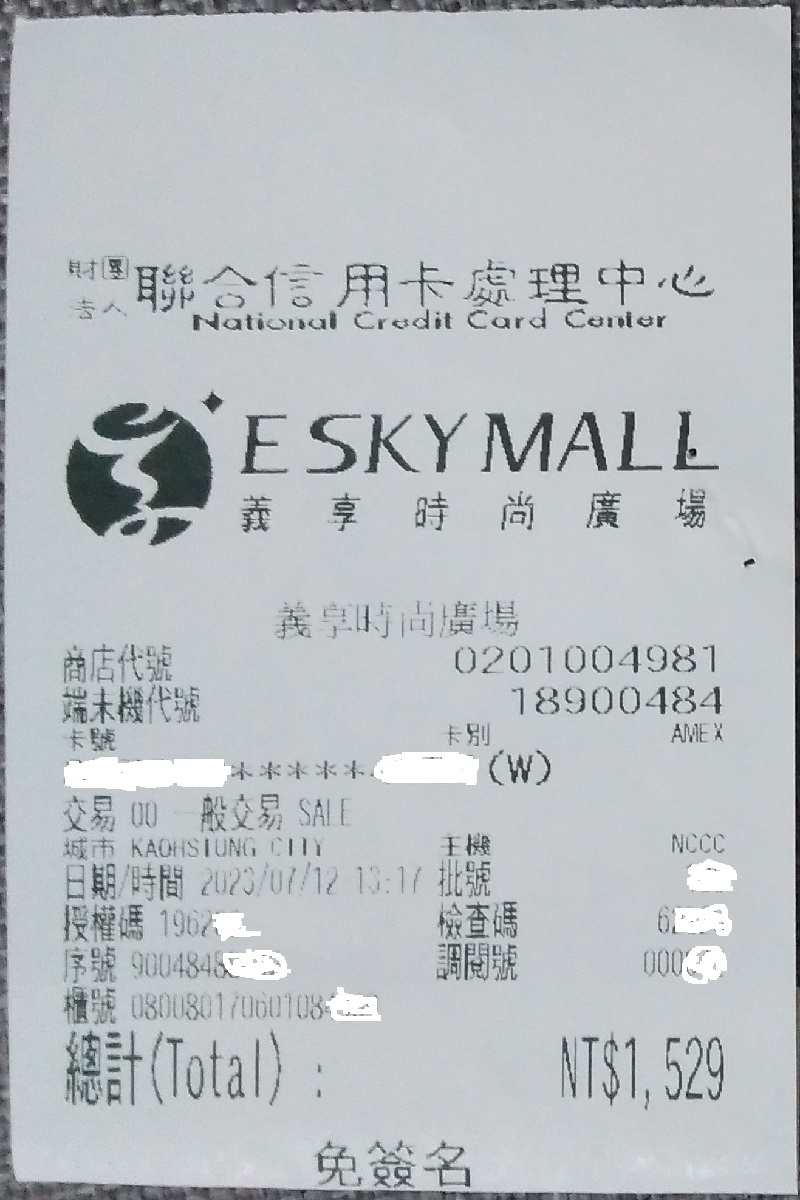 財團法人 聯合信用卡處理中心
National Credit Card Center
E SKY MALL
義享時尚廣場
義享時尚廣場
商店代號 0201004981
端末機代號 18900484
卡號 卡別 AMEX
*****(W)
交易 00 一般交易 SALE
城市 KAOHSIUNG CITY 主機 NCCC
日期/時間 2023/07/12 13:17 批號
授權碼 1962 檢查碼 6
序號 9004848 調閱號 000
櫃號 080080170601084
總計(Total) : NT$1,529
免簽名